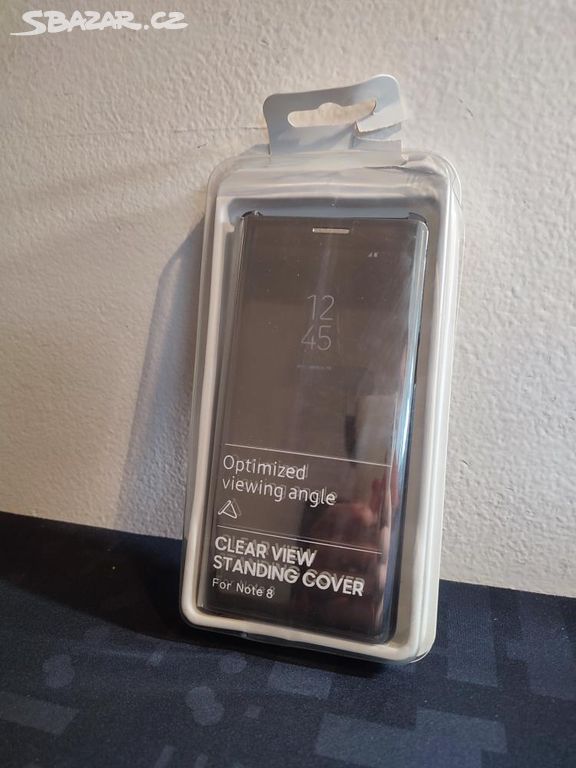 SBAZAR.CZ
12
45
Optimized
viewing angle
CLEAR VIEW
STANDING COVER
For Note 8